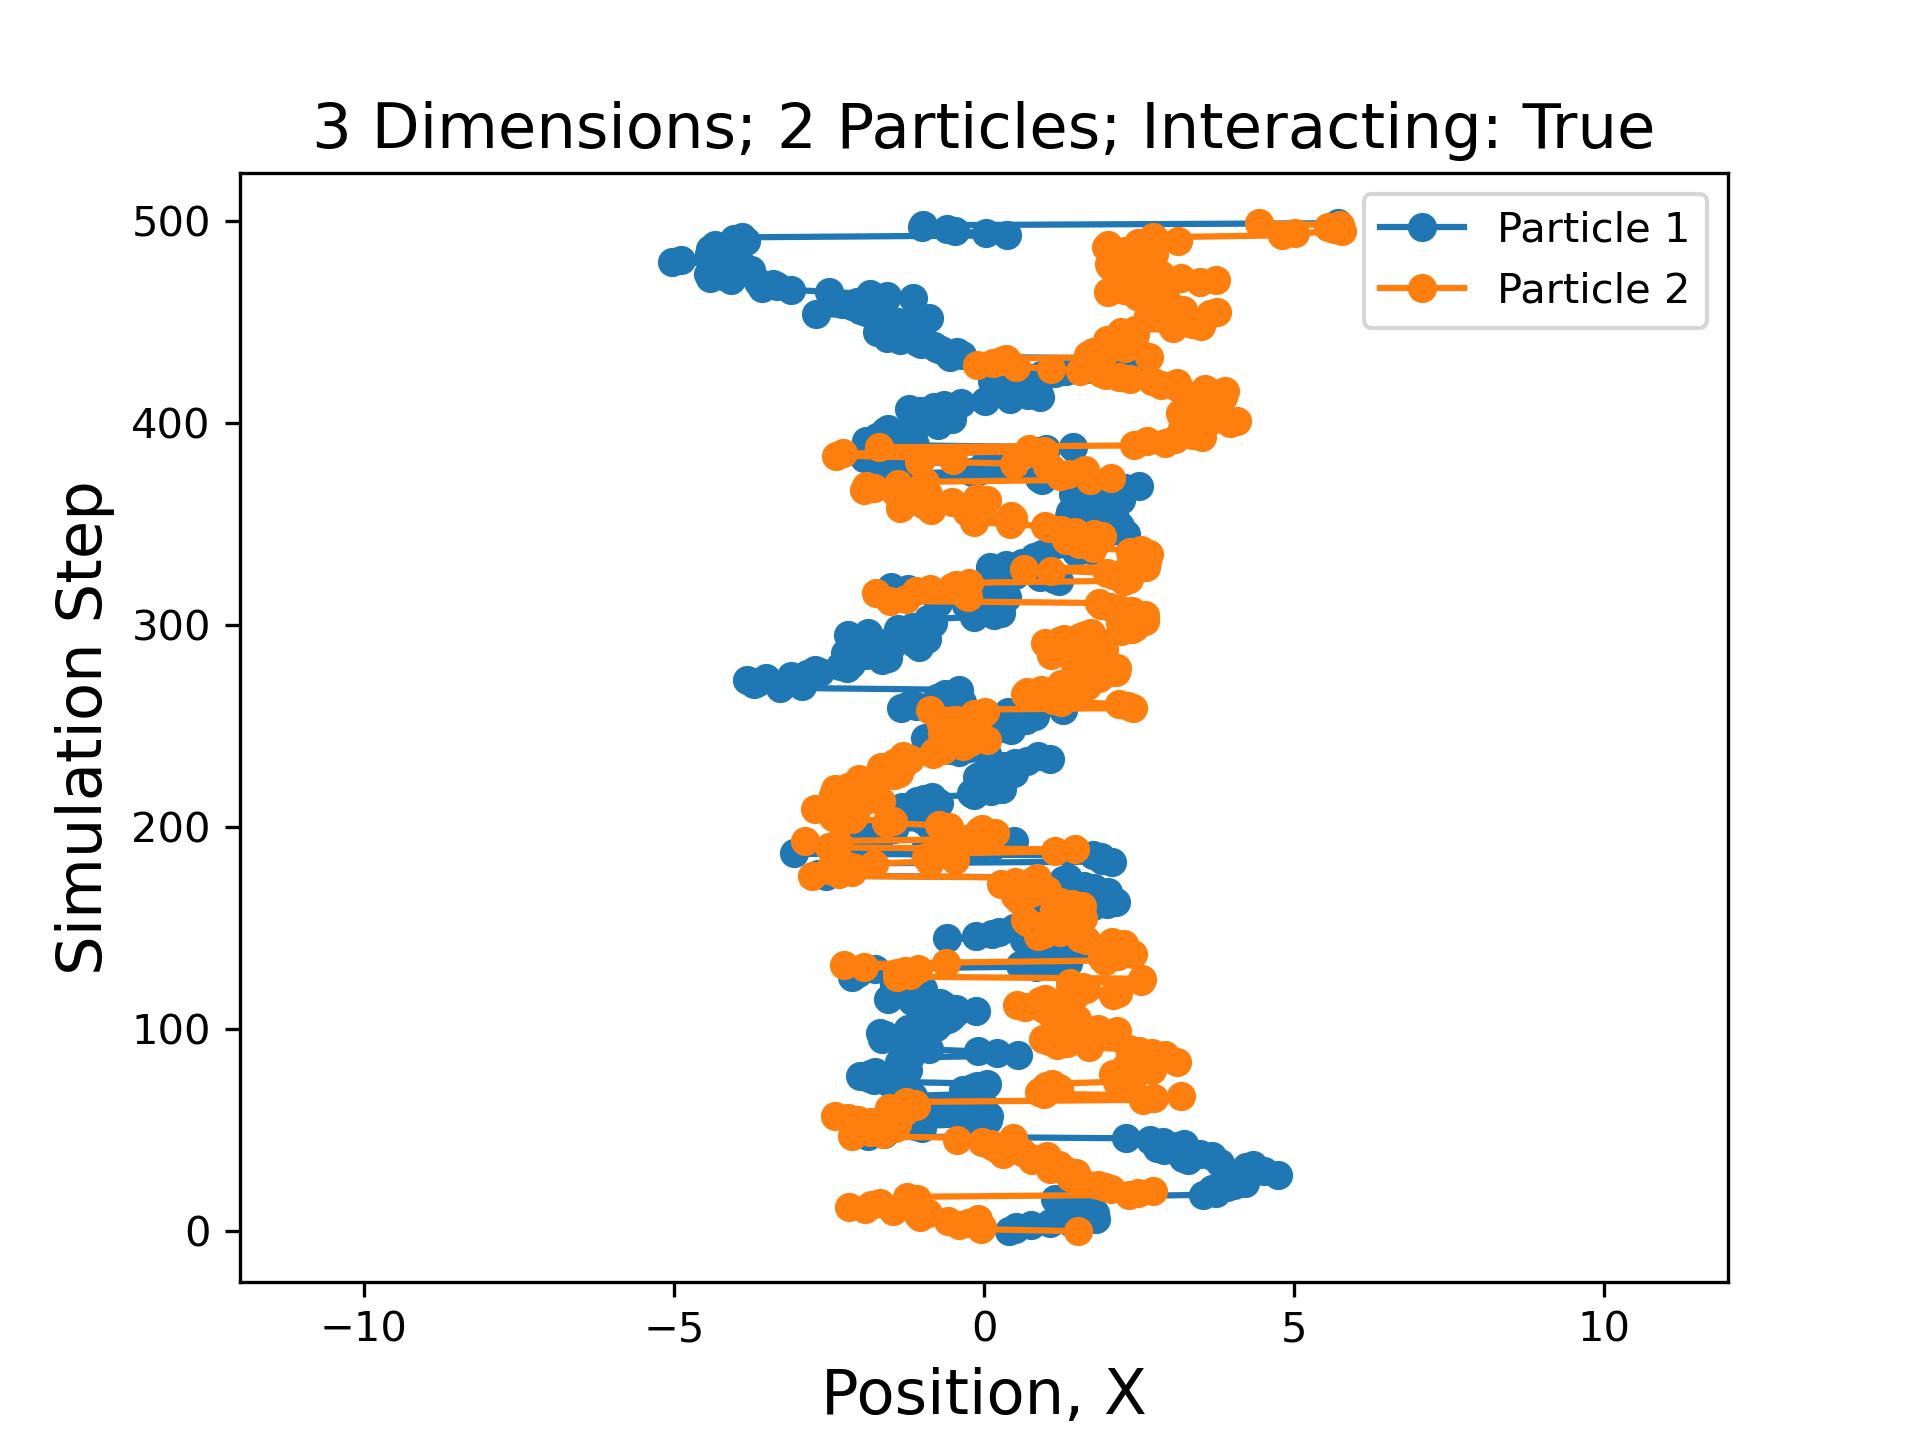 3 Dimensions; 2 Particles; Interacting: True
500
400
300
200
100
0
Simulation Step
Particle 1
Particle 2
−10
−5
0
5
10
Position, X